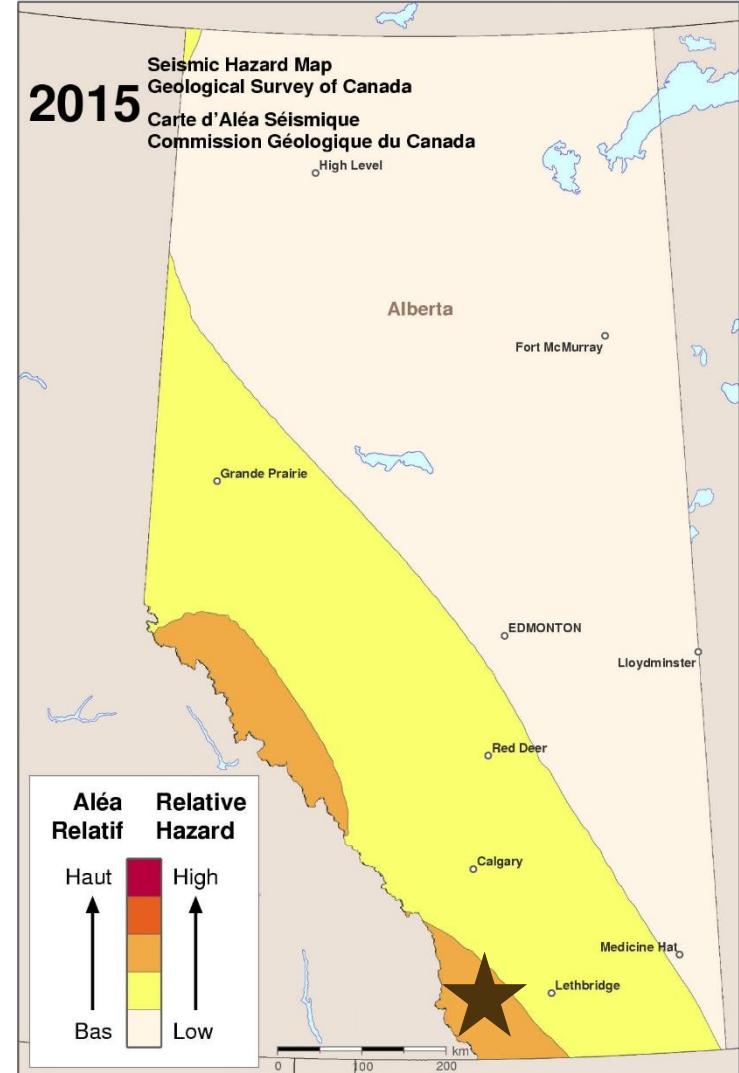 2015
Seismic Hazard Map
Geological Survey of Canada
Carte d'Aléa Séismique
Commission Géologique du Canada
High Level
Alberta
Fort McMurray
Grande Prairie
EDMONTON
Lloydminster
Red Deer
Calgary
Medicine Hat
Lethbridge
Aléa Relatif
Relative Hazard
Haut
High
Bas
Low
km
0 100 200